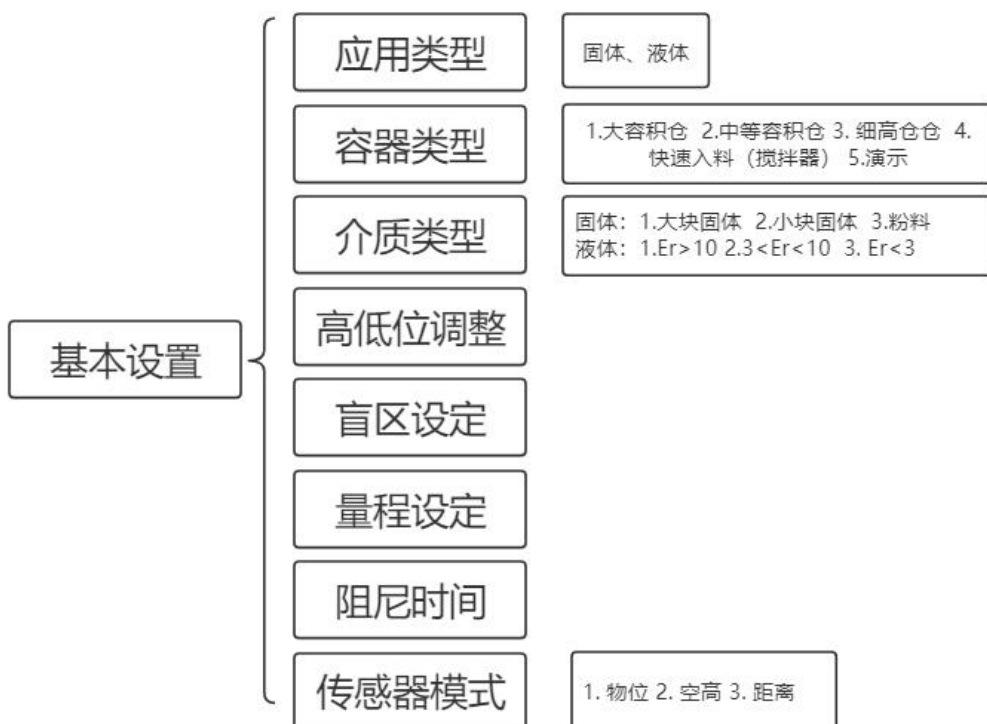 基本设置
应用类型
固体、液体
容器类型
1.大容积仓 2.中等容积仓 3. 细高仓仓 4.
快速入料（搅拌器） 5.演示
介质类型
固体：1.大块固体 2.小块固体 3.粉料
液体：1.Er>10 2.3<Er<10 3. Er<3
高低位调整
盲区设定
量程设定
阻尼时间
传感器模式
1. 物位 2. 空高 3. 距离